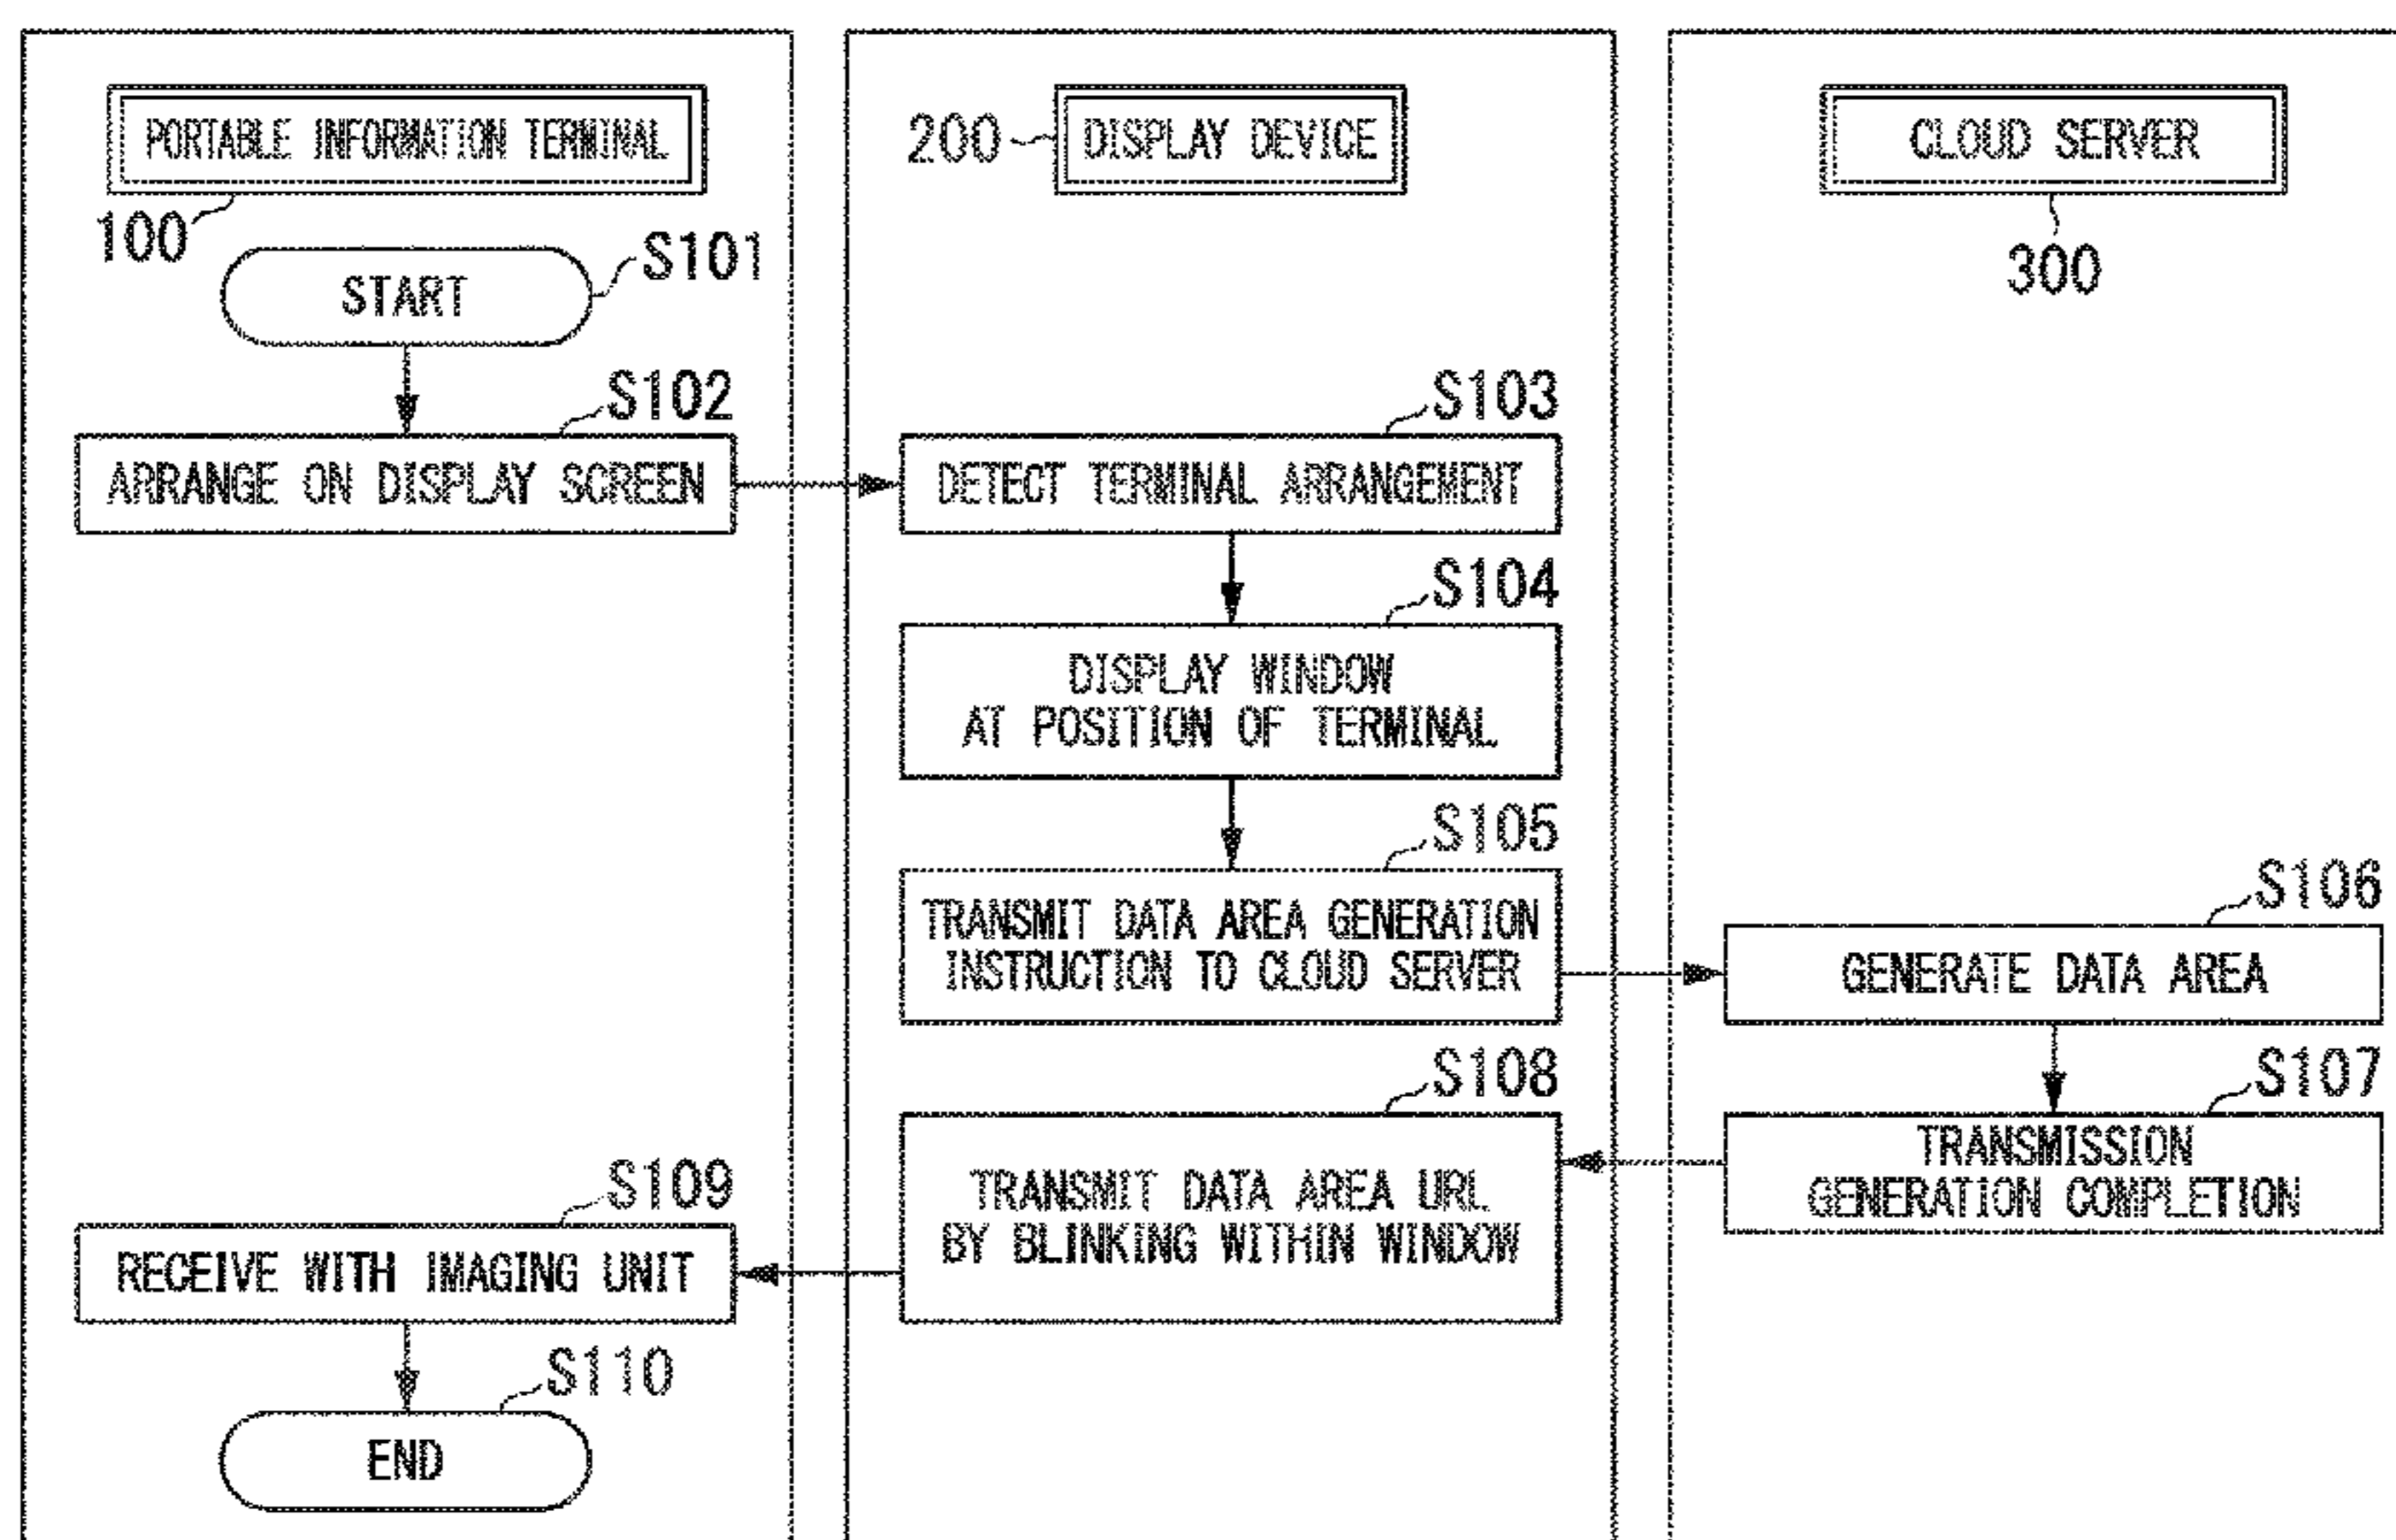 PORTABLE INFORMATION TERMINAL
100
START
S101
S102
ARRANGE ON DISPLAY SCREEN
S109
RECEIVE WITH IMAGING UNIT
S110
END
200
DISPLAY DEVICE
S103
DETECT TERMINAL ARRANGEMENT
S104
DISPLAY WINDOW
AT POSITION OF TERMINAL
S105
TRANSMIT DATA AREA GENERATION
INSTRUCTION TO CLOUD SERVER
S108
TRANSMIT DATA AREA URL
BY BLINKING WITHIN WINDOW
CLOUD SERVER
300
S106
GENERATE DATA AREA
S107
TRANSMISSION
GENERATION COMPLETION